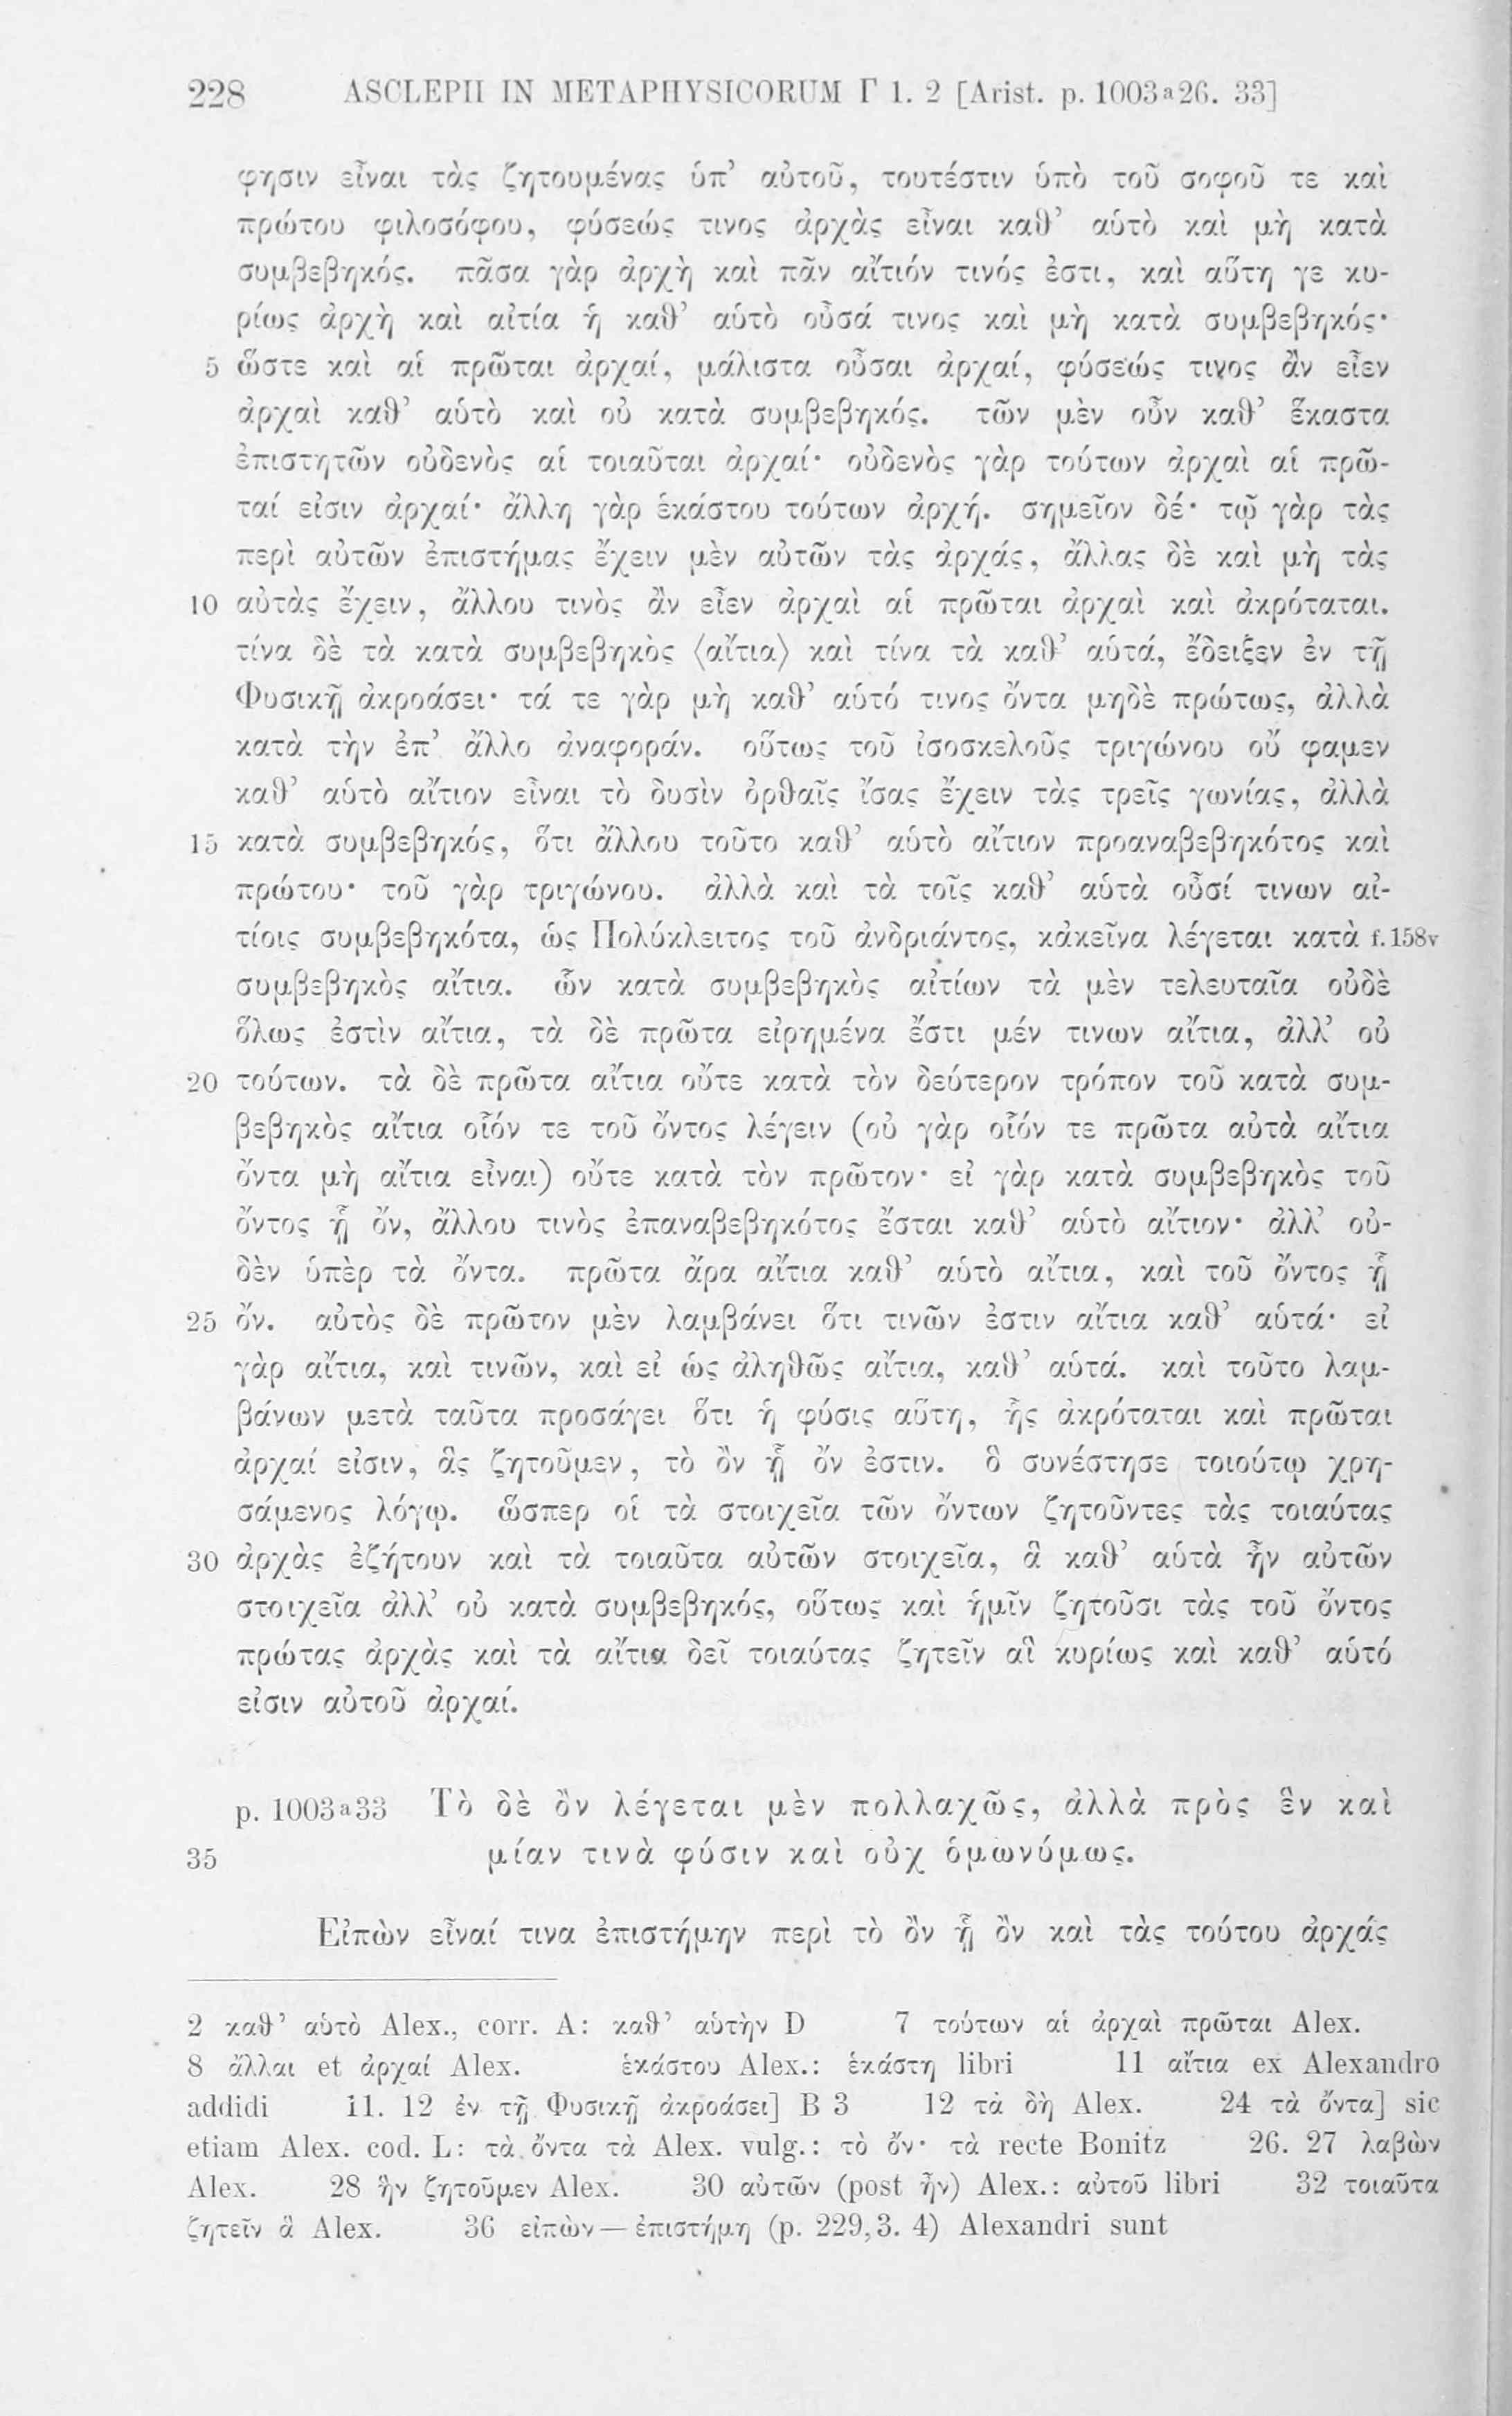 228 ASCLEPII IN METAPHYSICORUM Γ 1. 2 [Arist. p. 1003ª26. 33]
φησιν εἶναι τὰς ζητουμένας ὑπ’ αὐτοῦ, τουτέστιν ὑπὸ τοῦ σοφοῦ τε καὶ
πρώτου φιλοσόφου, φύσεώς τινος ἀρχὰς εἶναι καθ’ αὑτὸ καὶ μὴ κατὰ
συμβεβηκός. πᾶσα γὰρ ἀρχὴ καὶ πᾶν αἴτιόν τινός ἐστι, καὶ αὕτη γε κυ-
ρίως ἀρχὴ καὶ αἰτία ἡ καθ’ αὑτὸ οὖσά τινος καὶ μὴ κατὰ συμβεβηκός·
5 ὥστε καὶ αἱ πρῶται ἀρχαί, μάλιστα οὖσαι ἀρχαί, φύσεώς τινος ἂν εἶεν
ἀρχαὶ καθ’ αὑτὸ καὶ οὐ κατὰ συμβεβηκός. τῶν μὲν οὖν καθ’ ἕκαστα
ἐπιστητῶν οὐδενὸς αἱ τοιαῦται ἀρχαί· οὐδενὸς γὰρ τούτων ἀρχαὶ αἱ πρῶ-
ταί εἰσιν ἀρχαί· ἄλλη γὰρ ἑκάστου τούτων ἀρχή. σημεῖον δέ· τῷ γὰρ τὰς
περὶ αὐτῶν ἐπιστήμας ἔχειν μὲν αὐτῶν τὰς ἀρχάς, ἄλλας δὲ καὶ μὴ τὰς
10 αὐτὰς ἔχειν, ἄλλου τινὸς ἂν εἶεν ἀρχαὶ αἱ πρῶται ἀρχαὶ καὶ ἀκρόταται.
τίνα δὲ τὰ κατὰ συμβεβηκὸς ⟨αἴτια⟩ καὶ τίνα τὰ καθ’ αὑτά, ἔδειξεν ἐν τῇ
Φυσικῇ ἀκροάσει· τά τε γὰρ μὴ καθ’ αὑτό τινος ὄντα μηδὲ πρώτως, ἀλλὰ
κατὰ τὴν ἐπ’ ἄλλο ἀναφοράν. οὕτως τοῦ ἰσοσκελοῦς τριγώνου οὔ φαμεν
καθ’ αὑτὸ αἴτιον εἶναι τὸ δυσὶν ὀρθαῖς ἴσας ἔχειν τὰς τρεῖς γωνίας, ἀλλὰ
15 κατὰ συμβεβηκός, ὅτι ἄλλου τοῦτο καθ’ αὑτὸ αἴτιον προαναβεβηκότος καὶ
πρώτου· τοῦ γὰρ τριγώνου. ἀλλὰ καὶ τὰ τοῖς καθ’ αὑτὰ οὖσί τινων αἰ-
τίοις συμβεβηκότα, ὡς Πολύκλειτος τοῦ ἀνδριάντος, κἀκεῖνα λέγεται κατὰ f. 158v
συμβεβηκὸς αἴτια. ὧν κατὰ συμβεβηκὸς αἰτίων τὰ μὲν τελευταῖα οὐδὲ
ὅλως ἐστὶν αἴτια, τὰ δὲ πρῶτα εἰρημένα ἔστι μέν τινων αἴτια, ἀλλ’ οὐ
20 τούτων. τὰ δὲ πρῶτα αἴτια οὔτε κατὰ τὸν δεύτερον τρόπον τοῦ κατὰ συμ-
βεβηκὸς αἴτια οἷόν τε τοῦ ὄντος λέγειν (οὐ γὰρ οἷόν τε πρῶτα αὐτὰ αἴτια
ὄντα μὴ αἴτια εἶναι) οὔτε κατὰ τὸν πρῶτον· εἰ γὰρ κατὰ συμβεβηκὸς τοῦ
ὄντος ᾗ ὄν, ἄλλου τινὸς ἐπαναβεβηκότος ἔσται καθ’ αὑτὸ αἴτιον· ἀλλ’ οὐ-
δὲν ὑπὲρ τὰ ὄντα. πρῶτα ἄρα αἴτια καθ’ αὑτὸ αἴτια, καὶ τοῦ ὄντος ᾗ
25 ὄν. αὐτὸς δὲ πρῶτον μὲν λαμβάνει ὅτι τινῶν ἐστιν αἴτια καθ’ αὑτά· εἰ
γὰρ αἴτια, καὶ τινῶν, καὶ εἰ ὡς ἀληθῶς αἴτια, καθ’ αὑτά. καὶ τοῦτο λαμ-
βάνων μετὰ ταῦτα προσάγει ὅτι ἡ φύσις αὕτη, ἧς ἀκρόταται καὶ πρῶται
ἀρχαί εἰσιν, ἃς ζητοῦμεν, τὸ ὂν ᾗ ὄν ἐστιν. ὃ συνέστησε τοιούτῳ χρη-
σάμενος λόγῳ. ὥσπερ οἱ τὰ στοιχεῖα τῶν ὄντων ζητοῦντες τὰς τοιαύτας
30 ἀρχὰς ἐζήτουν καὶ τὰ τοιαῦτα αὐτῶν στοιχεῖα, ἃ καθ’ αὑτὰ ἦν αὐτῶν
στοιχεῖα ἀλλ’ οὐ κατὰ συμβεβηκός, οὕτως καὶ ἡμῖν ζητοῦσι τὰς τοῦ ὄντος
πρώτας ἀρχὰς καὶ τὰ αἴτια δεῖ τοιαύτας ζητεῖν αἳ κυρίως καὶ καθ’ αὑτό
εἰσιν αὐτοῦ ἀρχαί.
p. 1003ª33 Τὸ δὲ ὂν λέγεται μὲν πολλαχῶς, ἀλλὰ πρὸς ἓν καὶ
35 μίαν τινὰ φύσιν καὶ οὐχ ὁμωνύμως.
Εἰπὼν εἶναί τινα ἐπιστήμην περὶ τὸ ὂν ᾗ ὂν καὶ τὰς τούτου ἀρχάς
2 καθ’ αὑτὸ Alex., corr. A: καθ’ αὑτὴν D 7 τούτων αἱ ἀρχαὶ πρῶται Alex.
8 ἄλλαι et ἀρχαί Alex. ἑκάστου Alex.: ἑκάστη libri 11 αἴτια ex Alexandro
addidi 11. 12 ἐν τῇ Φυσικῇ ἀκροάσει] B 3 12 τὰ δὴ Alex. 24 τὰ ὄντα] sic
etiam Alex. cod. L: τὰ ὄντα τὰ Alex. vulg.: τὸ ὄν· τὰ recte Bonitz 26. 27 λαβὼν
Alex. 28 ἣν ζητοῦμεν Alex. 30 αὐτῶν (post ἦν) Alex.: αὐτοῦ libri 32 τοιαῦτα
ζητεῖν ἃ Alex. 36 εἰπὼν — ἐπιστήμη (p. 229,3. 4) Alexandri sunt